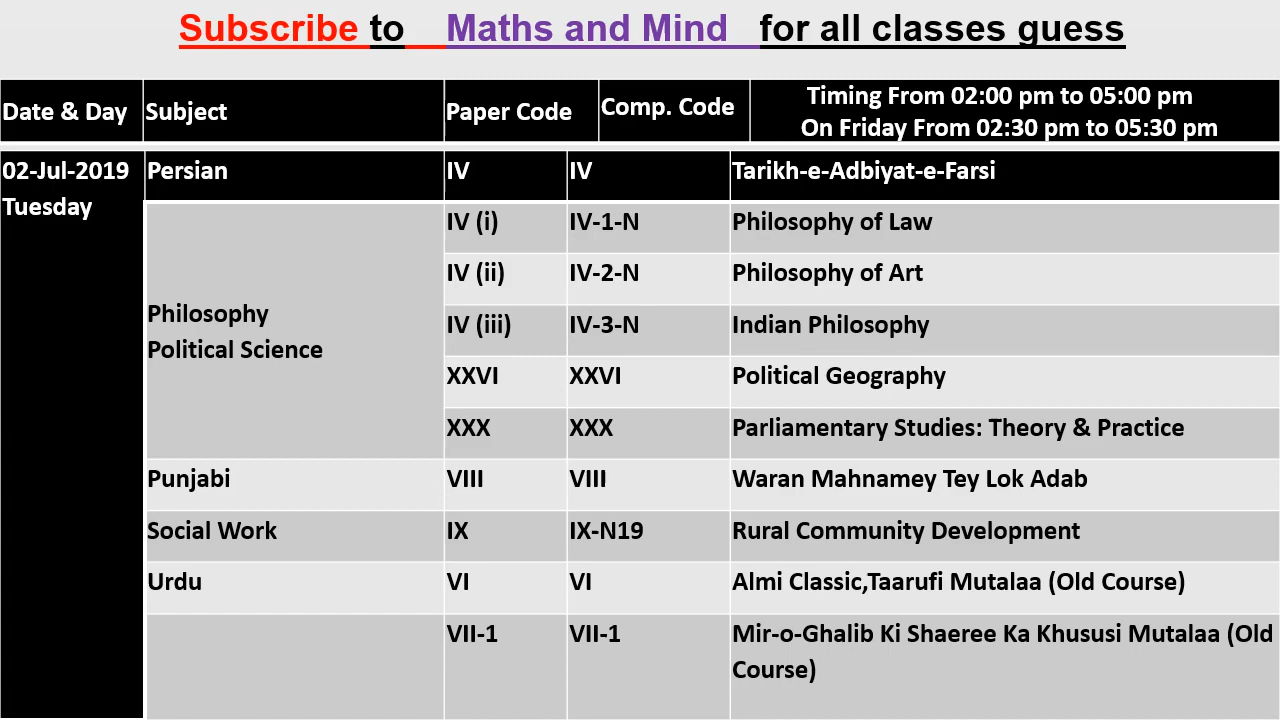 Subscribe to Maths and Mind for all classes guess
Date & Day Subject Paper Code Comp. Code Timing From 02:00 pm to 05:00 pm
On Friday From 02:30 pm to 05:30 pm
02-Jul-2019 Persian IV IV Tarikh-e-Adbiyat-e-Farsi
Tuesday
IV (i) IV-1-N Philosophy of Law
IV (ii) IV-2-N Philosophy of Art
Philosophy
Political Science
IV (iii) IV-3-N Indian Philosophy
XXVI XXVI Political Geography
XXX XXX Parliamentary Studies: Theory & Practice
Punjabi VIII VIII Waran Mahnamey Tey Lok Adab
Social Work IX IX-N19 Rural Community Development
Urdu VI VI Almi Classic,Taarufi Mutalaa (Old Course)
VII-1 VII-1 Mir-o-Ghalib Ki Shaeree Ka Khususi Mutalaa (Old
Course)